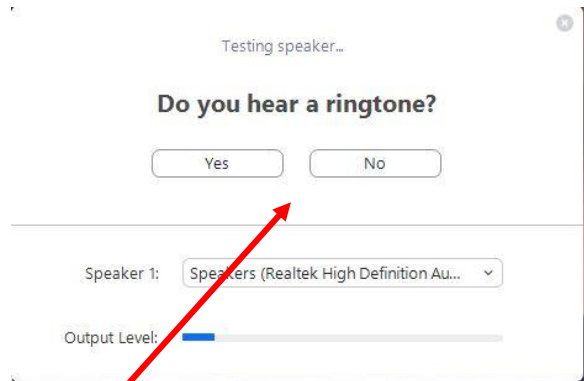 Testing speaker...
Do you hear a ringtone?
Yes No
Speaker 1: Speakers (Realtek High Definition Au...
Output Level: